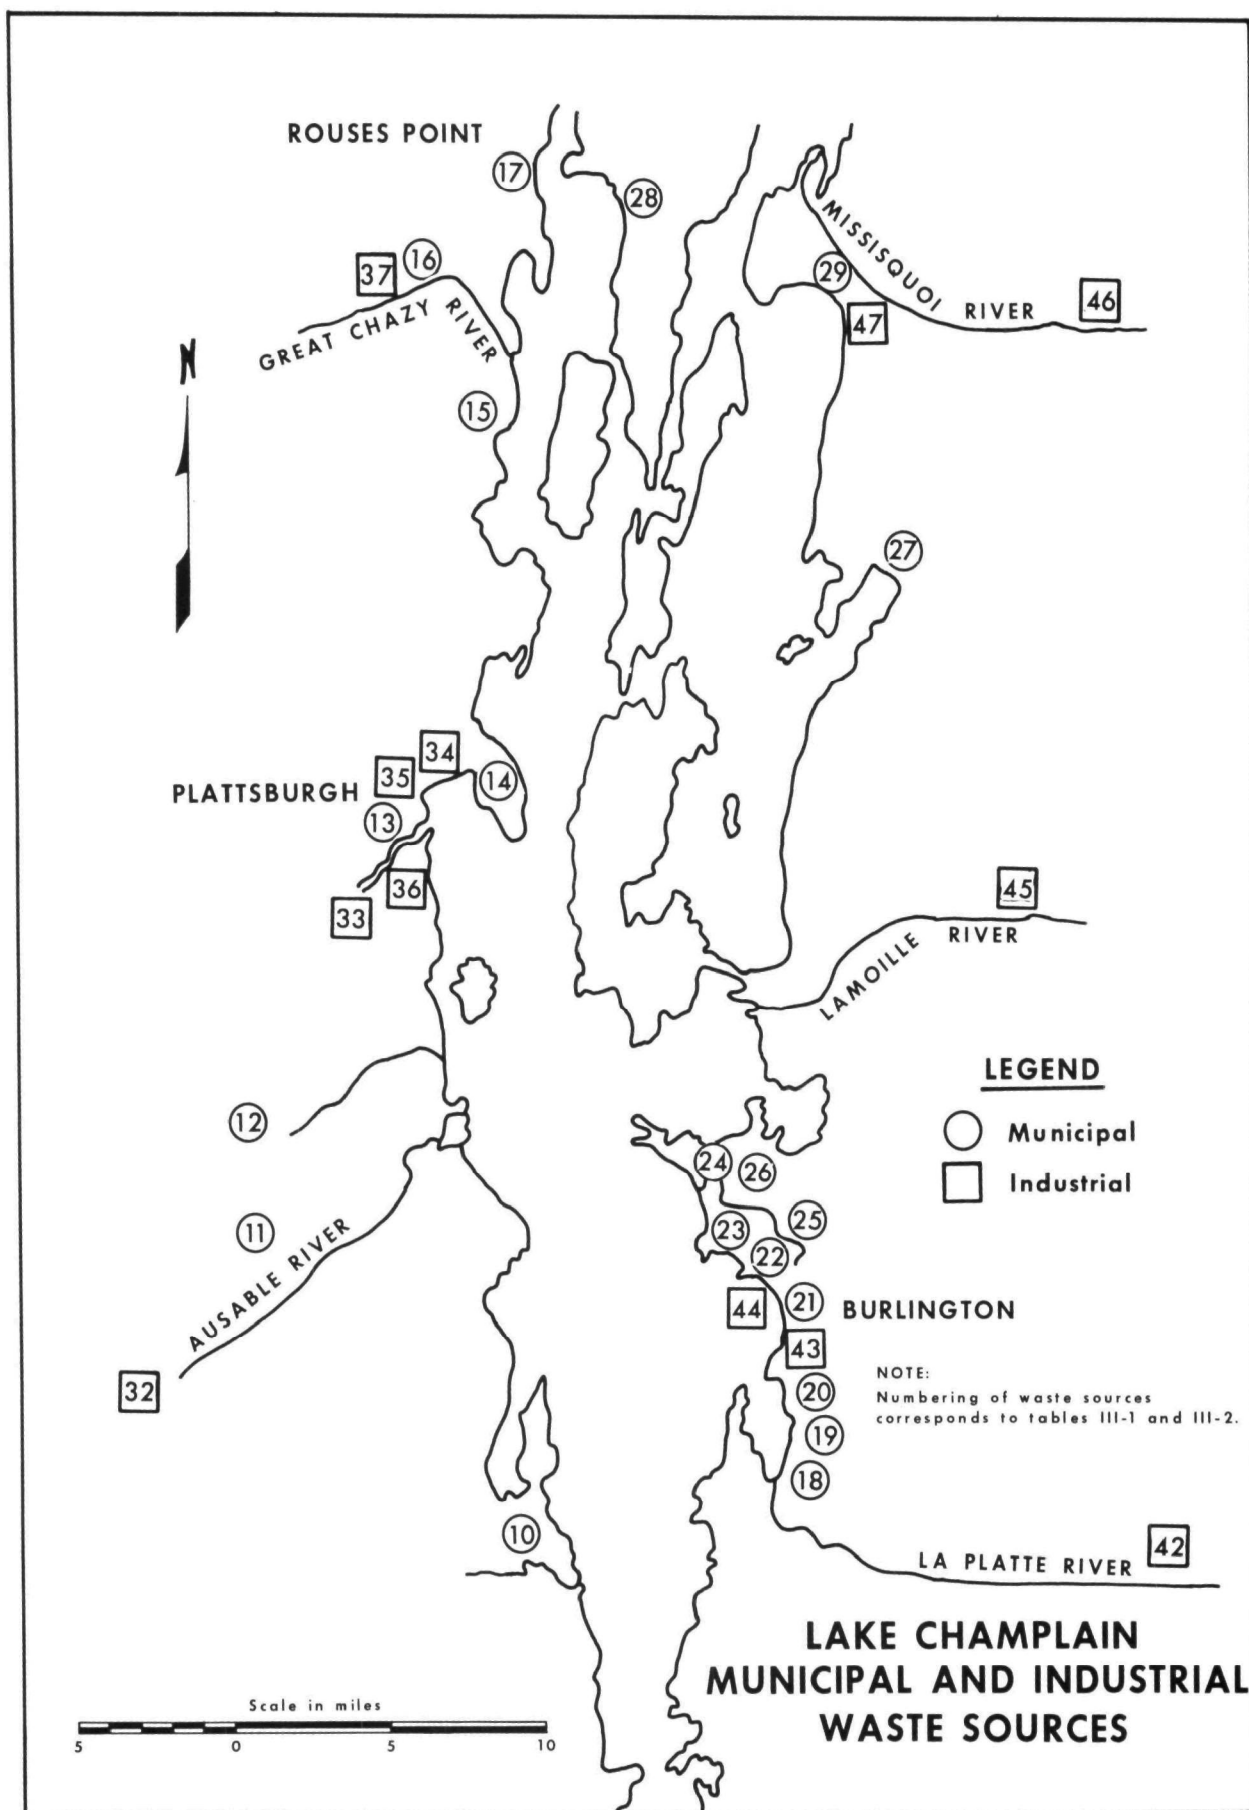 ROUSES POINT
17
28
MISSISQUOI RIVER
16
37
29
46
GREAT CHAZY RIVER
47
N
15
27
34
35
14
PLATTSBURGH
13
36
33
45
LAMOILLE RIVER
LEGEND
12
Municipal
24
26
Industrial
11
23
25
22
AUSABLE RIVER
44
21
BURLINGTON
43
32
20
NOTE:
Numbering of waste sources
corresponds to tables III-1 and III-2.
19
18
10
42
LA PLATTE RIVER
LAKE CHAMPLAIN
MUNICIPAL AND INDUSTRIAL
WASTE SOURCES
Scale in miles
5 0 5 10